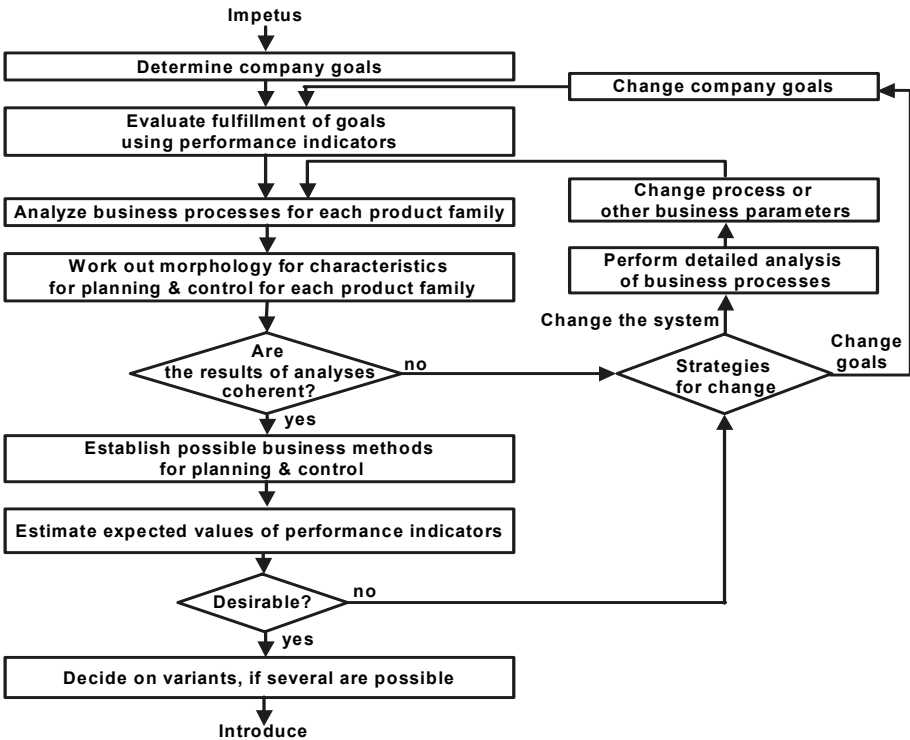 Impetus
Determine company goals
Change company goals
Evaluate fulfillment of goals
using performance indicators
Change process or
other business parameters
Analyze business processes for each product family
Work out morphology for characteristics
for planning & control for each product family
Perform detailed analysis
of business processes
Change the system
Change
goals
Are
the results of analyses
coherent?
no
Strategies
for change
yes
Establish possible business methods
for planning & control
Estimate expected values of performance indicators
Desirable?
no
yes
Decide on variants, if several are possible
Introduce